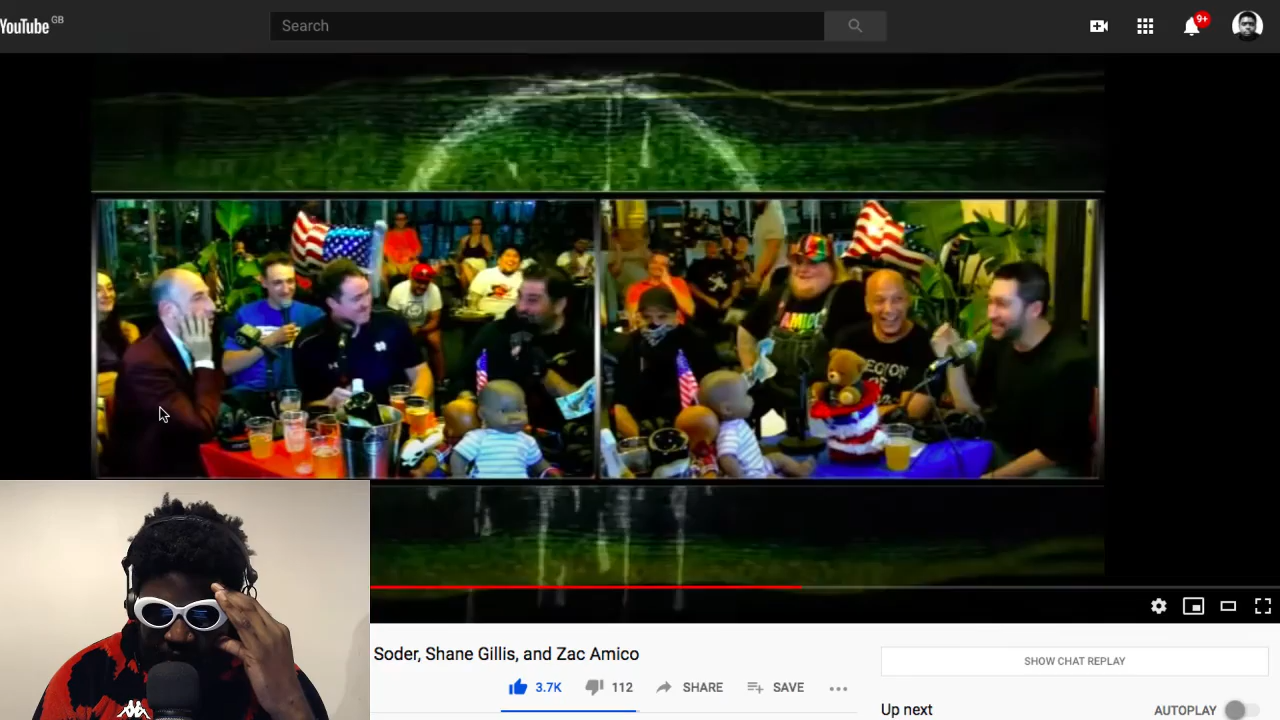 YouTube GB
Search
9+
AMICO
Soder, Shane Gillis, and Zac Amico
3.7K
112
SHARE
SAVE
SHOW CHAT REPLAY
Up next
AUTOPLAY